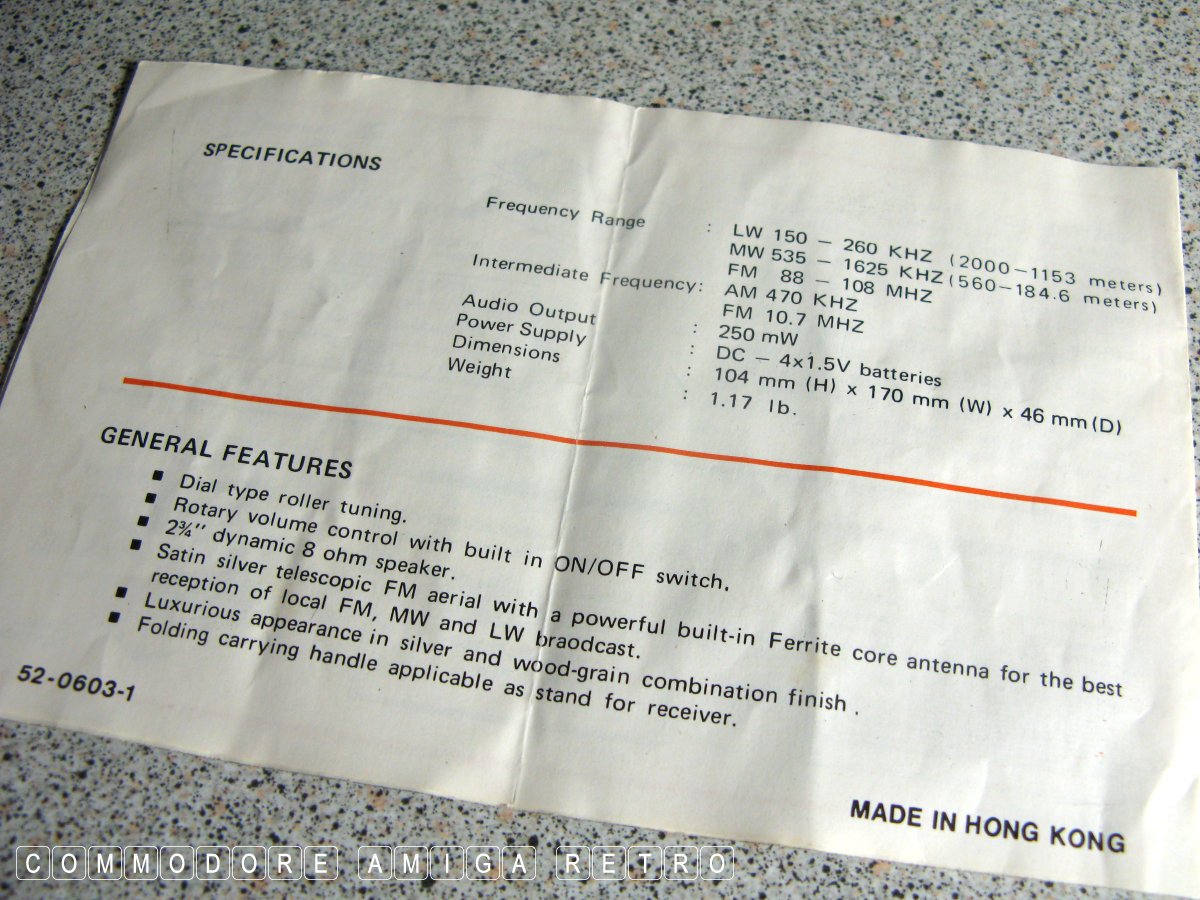 SPECIFICATIONS
Frequency Range : LW 150 – 260 KHZ (2000–1153 meters)
MW 535 – 1625 KHZ (560–184.6 meters)
FM 88 – 108 MHZ
Intermediate Frequency: AM 470 KHZ
FM 10.7 MHZ
Audio Output : 250 mW
Power Supply : DC – 4x1.5V batteries
Dimensions : 104 mm (H) x 170 mm (W) x 46 mm (D)
Weight : 1.17 lb.
GENERAL FEATURES
■ Dial type roller tuning.
■ Rotary volume control with built in ON/OFF switch.
■ 2¾" dynamic 8 ohm speaker.
■ Satin silver telescopic FM aerial with a powerful built-in Ferrite core antenna for the best
reception of local FM, MW and LW braodcast.
■ Luxurious appearance in silver and wood-grain combination finish .
■ Folding carrying handle applicable as stand for receiver.
52-0603-1
MADE IN HONG KONG
COMMODORE AMIGA RETRO